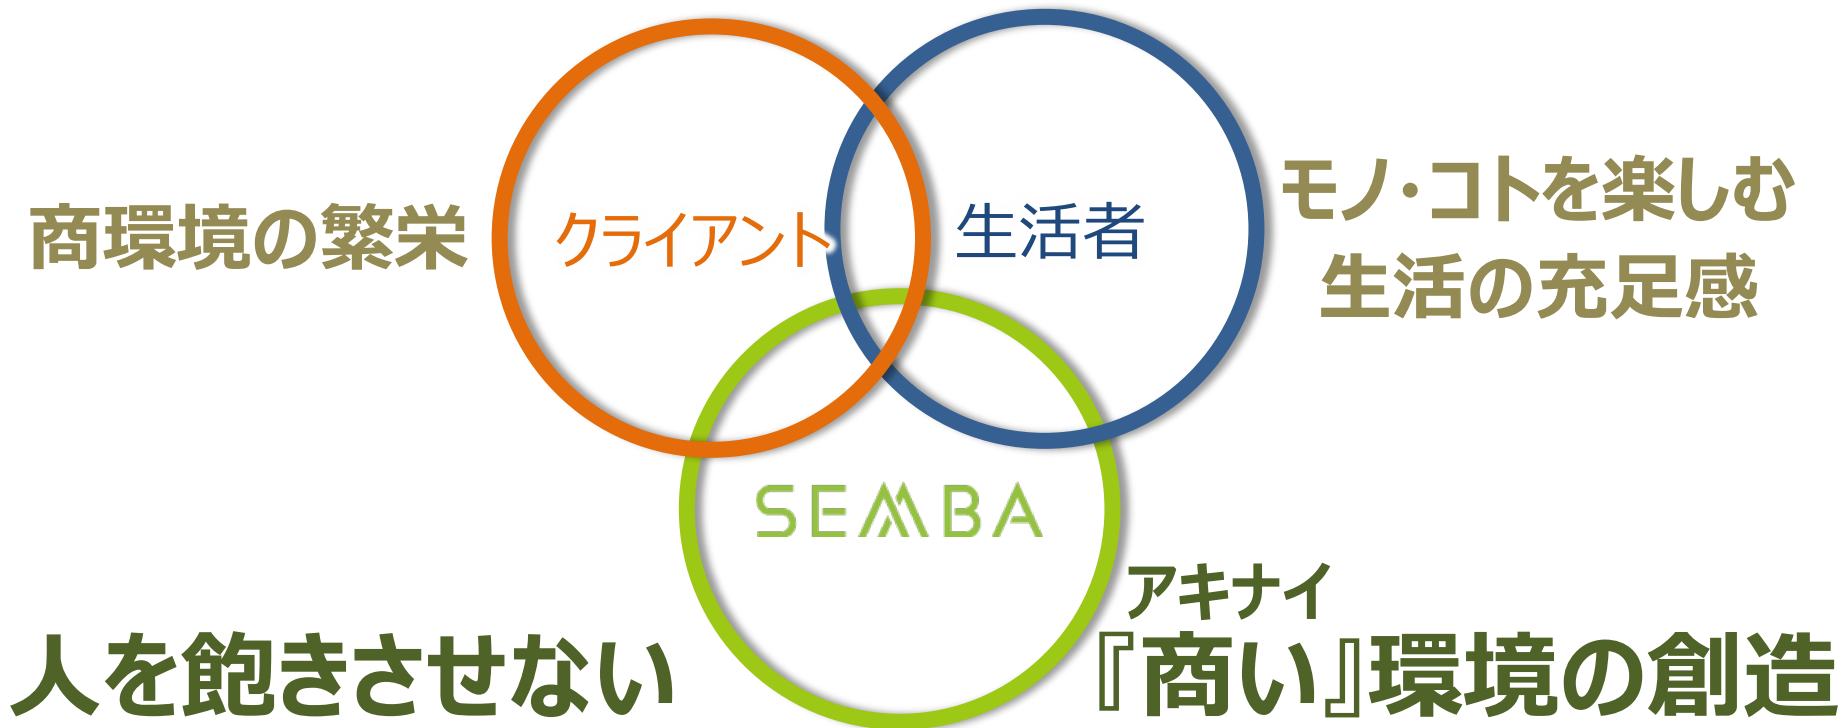 商環境の繁栄
クライアント
生活者
モノ・コトを楽しむ
生活の充足感
SEMBA
人を飽きさせない
アキナイ
『商い』環境の創造